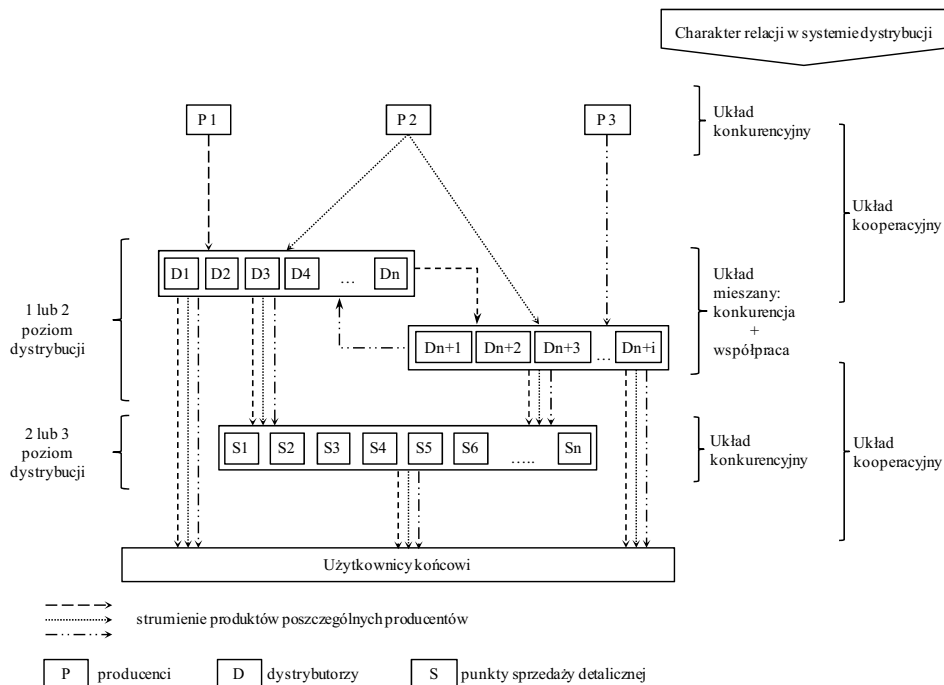 Charakter relacji w systemie dystrybucji
P 1
P 2
P 3
Układ
konkurencyjny
Układ
kooperacyjny
1 lub 2
poziom
dystrybucji
D1
D2
D3
D4
...
Dn
Układ
mieszany:
konkurencja
+
współpraca
Dn+1
Dn+2
Dn+3
...
Dn+i
2 lub 3
poziom
dystrybucji
S1
S2
S3
S4
S5
S6
.....
Sn
Układ
konkurencyjny
Układ
kooperacyjny
Użytkownicy końcowi
strumienie produktów poszczególnych producentów
P producenci
D dystrybutorzy
S punkty sprzedaży detalicznej